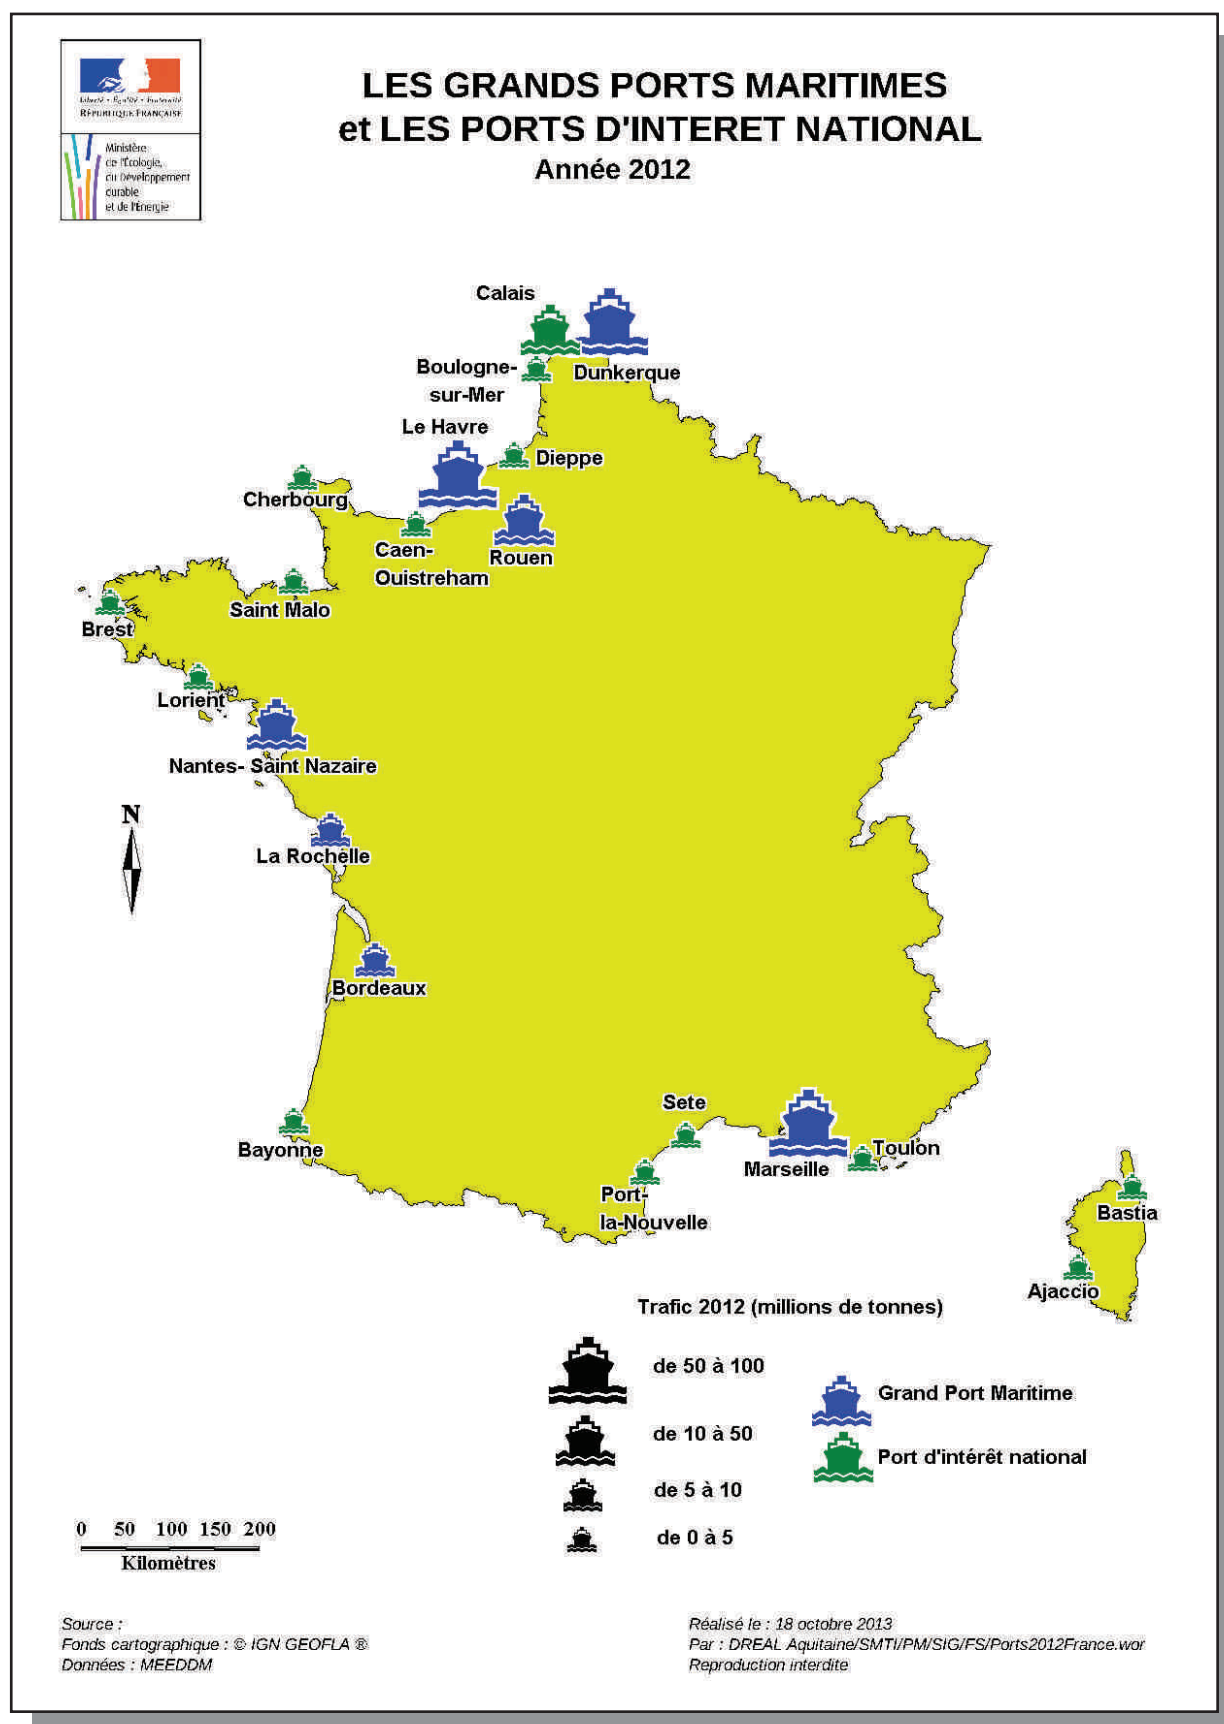 LES GRANDS PORTS MARITIMES
et LES PORTS D'INTERET NATIONAL
Année 2012
Liberté • Égalité • Fraternité
RÉPUBLIQUE FRANÇAISE
Ministère
de l'Écologie,
du Développement
durable
et de l'Énergie
Calais
Boulogne-
sur-Mer
Dunkerque
Le Havre
Dieppe
Cherbourg
Caen-
Ouistreham
Rouen
Saint Malo
Brest
Lorient
Nantes- Saint Nazaire
N
La Rochelle
Bordeaux
Bayonne
Sete
Marseille
Toulon
Port-
la-Nouvelle
Bastia
Ajaccio
Trafic 2012 (millions de tonnes)
de 50 à 100
de 10 à 50
de 5 à 10
de 0 à 5
Grand Port Maritime
Port d'intérêt national
0 50 100 150 200
Kilomètres
Source :
Fonds cartographique : © IGN GEOFLA ®
Données : MEEDDM
Réalisé le : 18 octobre 2013
Par : DREAL Aquitaine/SMTI/PM/SIG/FS/Ports2012France.wor
Reproduction interdite